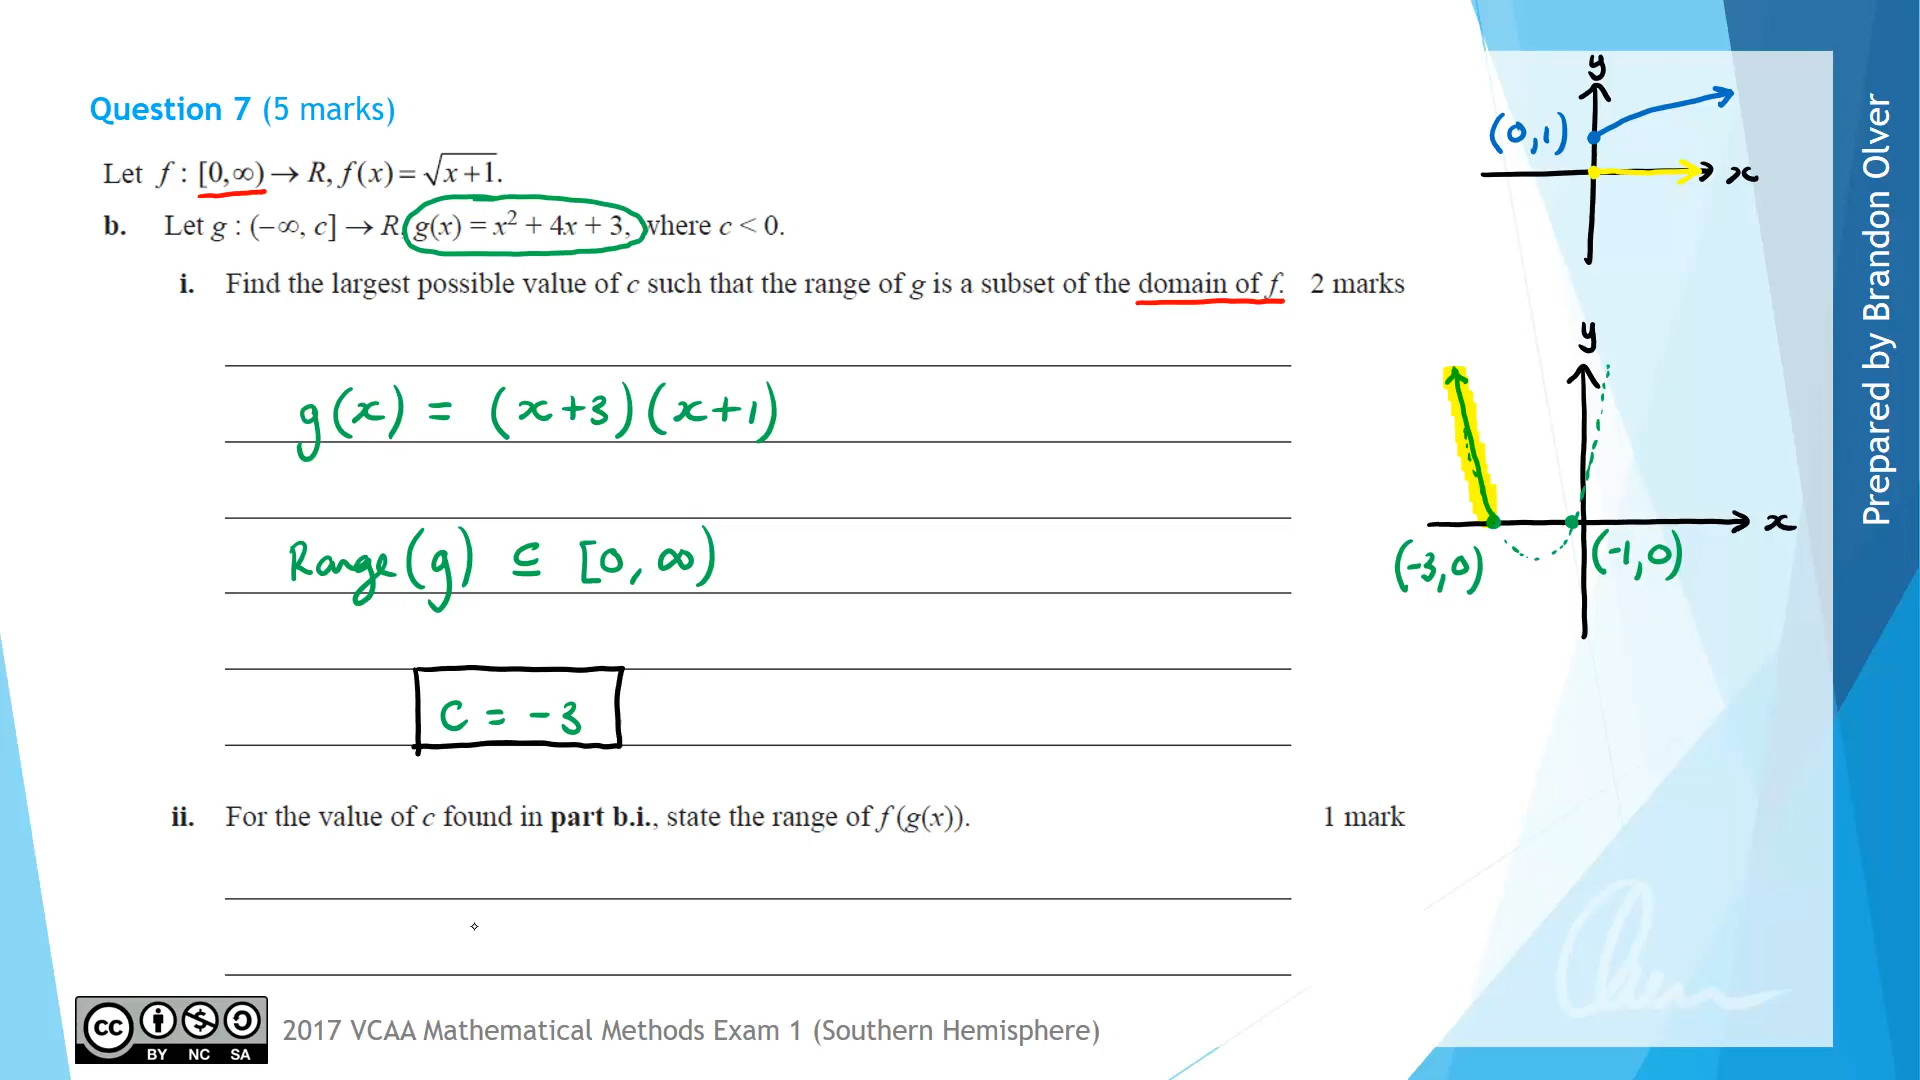 Question 7 (5 marks)
Let f : [0,∞) → R, f(x) = √x+1.
b. Let g : (−∞, c] → R, g(x) = x² + 4x + 3, where c < 0.
i. Find the largest possible value of c such that the range of g is a subset of the domain of f. 2 marks
g(x) = (x+3)(x+1)
Range(g) ⊆ [0, ∞)
C = -3
ii. For the value of c found in part b.i., state the range of f (g(x)). 1 mark
y
(0,1)
x
y
x
(-3,0)
(-1,0)
Prepared by Brandon Olver
cc
BY NC SA
2017 VCAA Mathematical Methods Exam 1 (Southern Hemisphere)